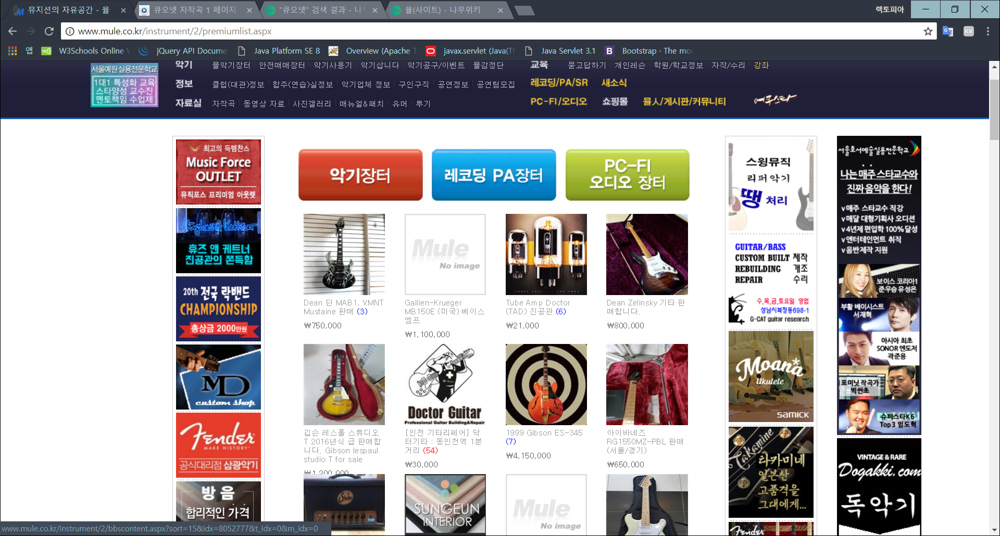 뮤지션의 자유공간 - 뮬
큐오넷 자작곡 1 페이지
"큐오넷" 검색 결과 - 나무
뮬(사이트) - 나무위키
렉토피아
www.mule.co.kr/instrument/2/premiumlist.aspx
앱
W3Schools Online
jQuery API Docume
Java Platform SE 8
Overview (Apache T
javax.servlet (Java(T
Java Servlet 3.1
Bootstrap · The mos
서울예원실용전문학교
1대1 특성화 교육
스타양성 교수진
멘토책임 수업제
악기 뮬악기장터 안전매매장터 악기사용기 악기삽니다 악기공구/이벤트 뮬감정단
정보 클럽(대관)정보 합주(연습)실정보 악기업체 정보 구인구직 공연정보 공연팀모집
자료실 자작곡 동영상 자료 사진갤러리 매뉴얼&패치 유머 투기
교육 묻고답하기 개인레슨 학원/학교정보 자작/수리 강좌
레코딩/PA/SR 새소식
PC-FI/오디오 쇼핑몰 뮬人/게시판/커뮤니티 여쿠스타
최고의 득템찬스
Music Force
OUTLET
뮤직포스 프리미엄 아웃렛
Hughes & Kettner
휴즈 앤 케트너
진공관의 쫀득함
20th 전국 락밴드
CHAMPIONSHIP
총상금 2000만원
MD
custom shop
Fender
MAKE HISTORY
공식대리점 삼광악기
방 음
합리적인 가격
악기장터
레코딩 PA장터
PC-FI
오디오 장터
Mule
No image
Dean 딘 MAB1, VMNT
Mustaine 판매 (3)
₩750,000
Gallien-Krueger
MB150E (미국) 베이스
엠프
₩1,100,000
Tube Amp Doctor
(TAD) 진공관 (6)
₩21,000
Dean Zelinsky 기타 판
매합니다.
₩800,000
Dr. Guitar
Doctor Guitar
Professional Guitar Building&Repair
깁슨 레스폴 스튜디오
T 2016년식 급 판매합
니다. Gibson lespaul
studio T for sale
₩1,200,000
[인천 기타리페어] 닥
터기타 : 동인천역 1분
거리 (54)
₩30,000
1999 Gibson ES-345
(7)
₩4,150,000
아이바네즈
RG1550MZ-PBL 판매
(서울/경기)
₩650,000
SUNGEUN
INTERIOR
Mule
No image
스윙뮤직
리퍼악기
땡 처리
GUITAR/BASS
CUSTOM BUILT 제작
REBUILDING 개조
REPAIR 수리
수,목,금,토요일 영업
성남시복정동698-1
G-CAT guitar research
Moana
Ukulele
SAMICK
Takamine
타카미네
일본산
고품격을
그대에게...
Fender
서울호서예술실용전문학교
나는매주 스타교수와
진짜음악을 한다!
v매주 스타교수 직강
v매달 대형기획사 오디션
v4년제 편입학 100% 달성
v엔터테인먼트 취직
v음반제작 지원
보이스 코리아1
준우승 유성은
부활 베이시스트
서재혁
아시아 최초
SONOR 엔도저
곽준용
포미닛 작곡가
빅싼초
슈퍼스타K6
Top3 임도혁
VINTAGE & RARE
Dogakki.com
독악기
www.mule.co.kr/instrument/2/bbscontent.aspx?sort=15&idx=8052777&t_idx=0&m_idx=0